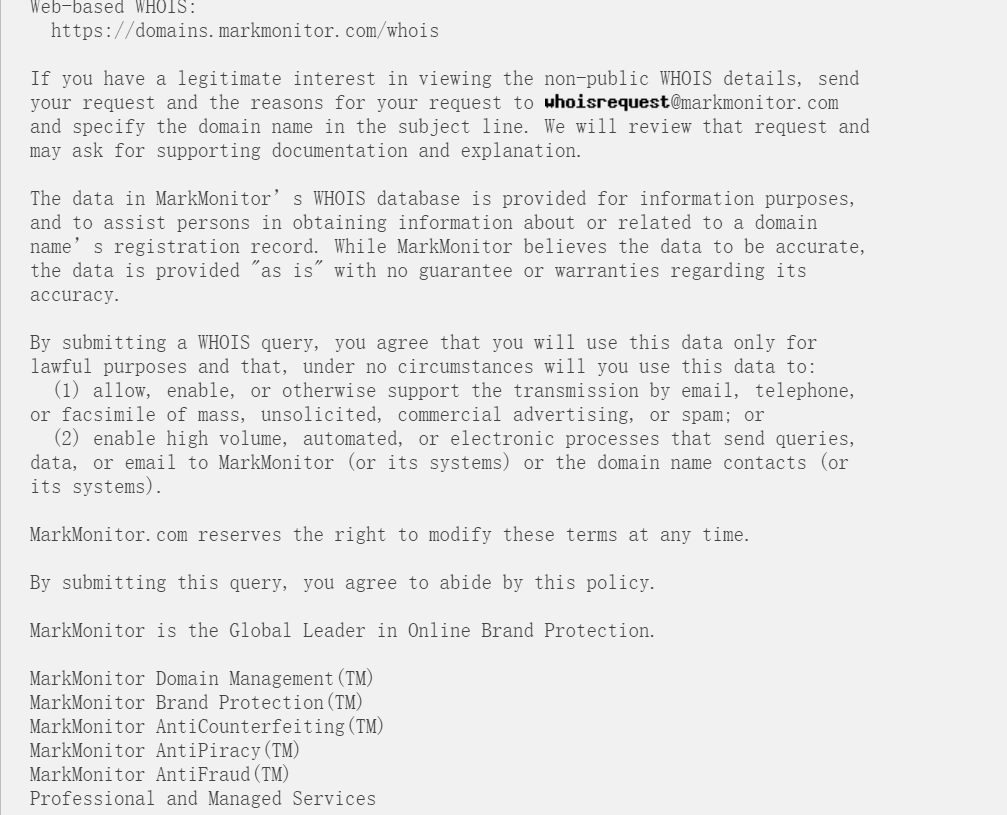 Web-based WHOIS:
https://domains.markmonitor.com/whois
If you have a legitimate interest in viewing the non-public WHOIS details, send
your request and the reasons for your request to whoisrequest@markmonitor.com
and specify the domain name in the subject line. We will review that request and
may ask for supporting documentation and explanation.
The data in MarkMonitor’s WHOIS database is provided for information purposes,
and to assist persons in obtaining information about or related to a domain
name’s registration record. While MarkMonitor believes the data to be accurate,
the data is provided "as is" with no guarantee or warranties regarding its
accuracy.
By submitting a WHOIS query, you agree that you will use this data only for
lawful purposes and that, under no circumstances will you use this data to:
(1) allow, enable, or otherwise support the transmission by email, telephone,
or facsimile of mass, unsolicited, commercial advertising, or spam; or
(2) enable high volume, automated, or electronic processes that send queries,
data, or email to MarkMonitor (or its systems) or the domain name contacts (or
its systems).
MarkMonitor.com reserves the right to modify these terms at any time.
By submitting this query, you agree to abide by this policy.
MarkMonitor is the Global Leader in Online Brand Protection.
MarkMonitor Domain Management(TM)
MarkMonitor Brand Protection(TM)
MarkMonitor AntiCounterfeiting(TM)
MarkMonitor AntiPiracy(TM)
MarkMonitor AntiFraud(TM)
Professional and Managed Services